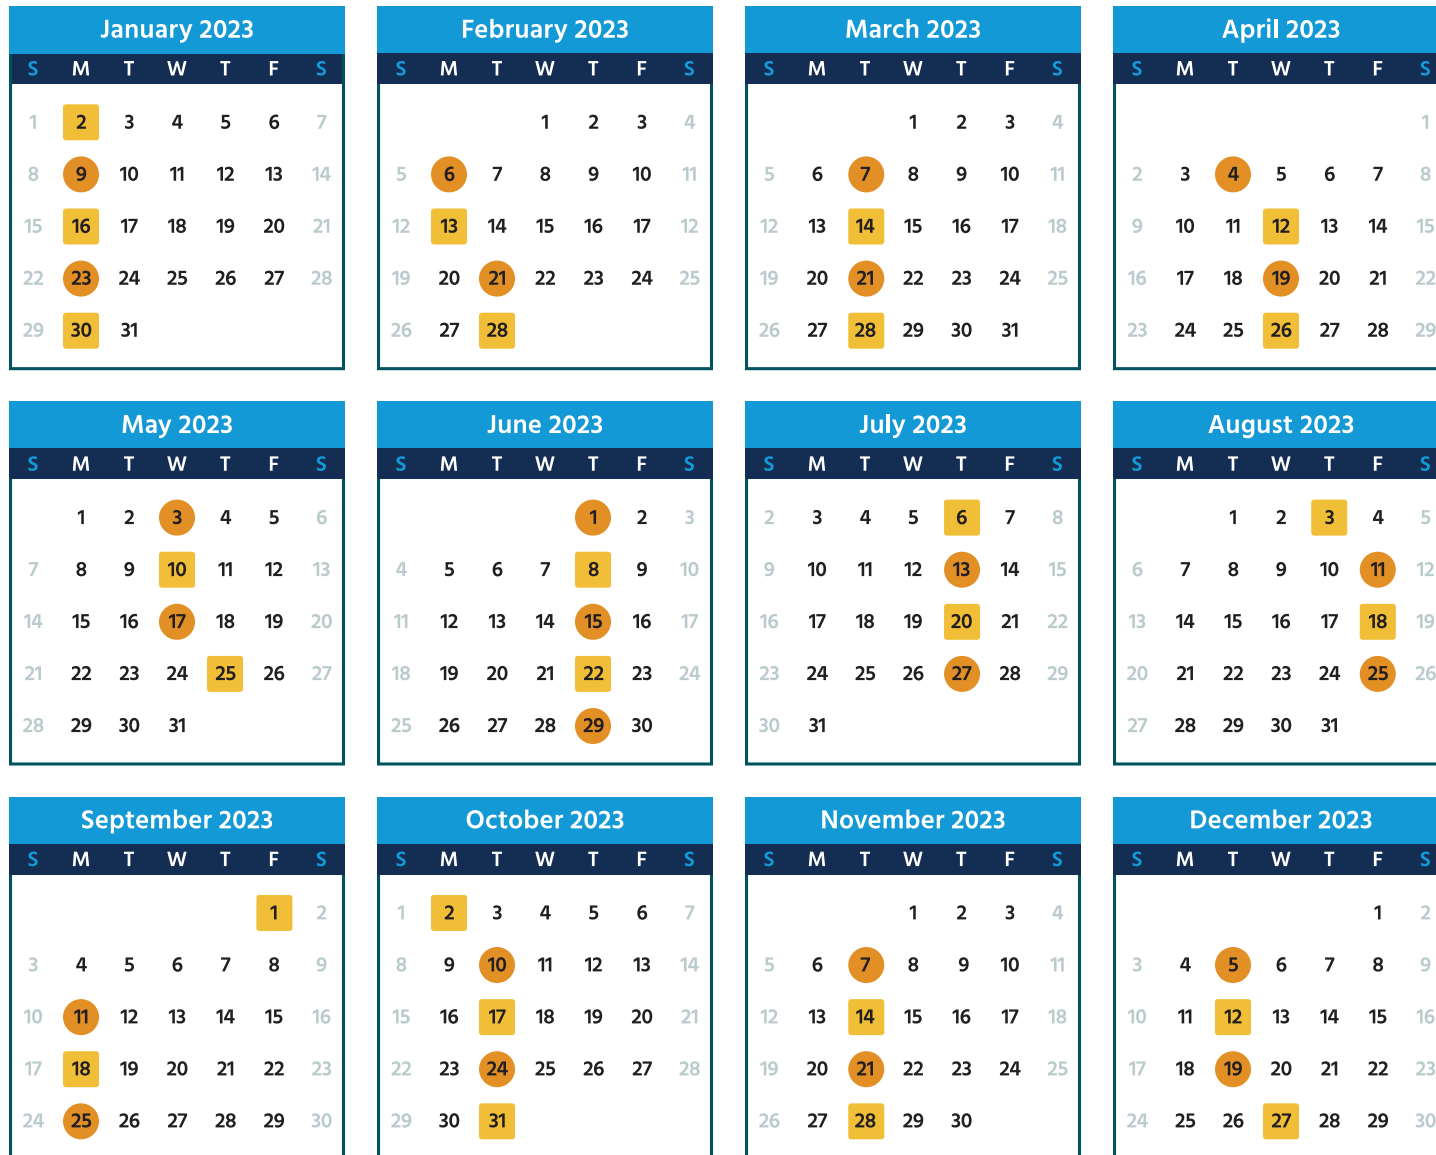 January 2023
S M T W T F S
1 2 3 4 5 6 7
8 9 10 11 12 13 14
15 16 17 18 19 20 21
22 23 24 25 26 27 28
29 30 31
February 2023
S M T W T F S
1 2 3 4
5 6 7 8 9 10 11
12 13 14 15 16 17 12
19 20 21 22 23 24 25
26 27 28
March 2023
S M T W T F S
1 2 3 4
5 6 7 8 9 10 11
12 13 14 15 16 17 18
19 20 21 22 23 24 25
26 27 28 29 30 31
April 2023
S M T W T F S
1
2 3 4 5 6 7 8
9 10 11 12 13 14 15
16 17 18 19 20 21 22
23 24 25 26 27 28 29
May 2023
S M T W T F S
1 2 3 4 5 6
7 8 9 10 11 12 13
14 15 16 17 18 19 20
21 22 23 24 25 26 27
28 29 30 31
June 2023
S M T W T F S
1 2 3
4 5 6 7 8 9 10
11 12 13 14 15 16 17
18 19 20 21 22 23 24
25 26 27 28 29 30
July 2023
S M T W T F S
2 3 4 5 6 7 8
9 10 11 12 13 14 15
16 17 18 19 20 21 22
23 24 25 26 27 28 29
30 31
August 2023
S M T W T F S
1 2 3 4 5
6 7 8 9 10 11 12
13 14 15 16 17 18 19
20 21 22 23 24 25 26
27 28 29 30 31
September 2023
S M T W T F S
1 2
3 4 5 6 7 8 9
10 11 12 13 14 15 16
17 18 19 20 21 22 23
24 25 26 27 28 29 30
October 2023
S M T W T F S
1 2 3 4 5 6 7
8 9 10 11 12 13 14
15 16 17 18 19 20 21
22 23 24 25 26 27 28
29 30 31
November 2023
S M T W T F S
1 2 3 4
5 6 7 8 9 10 11
12 13 14 15 16 17 18
19 20 21 22 23 24 25
26 27 28 29 30
December 2023
S M T W T F S
1 2
3 4 5 6 7 8 9
10 11 12 13 14 15 16
17 18 19 20 21 22 23
24 25 26 27 28 29 30